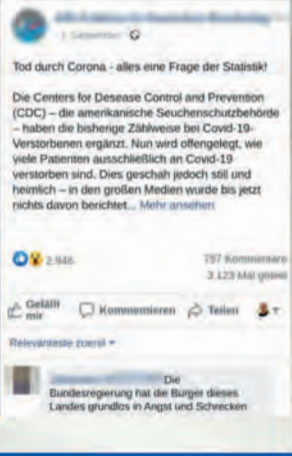 1. September
Tod durch Corona - alles eine Frage der Statistik!
Die Centers for Desease Control and Prevention
(CDC) – die amerikanische Seuchenschutzbehörde
– haben die bisherige Zählweise bei Covid-19-
Verstorbenen ergänzt. Nun wird offengelegt, wie
viele Patienten ausschließlich an Covid-19
verstorben sind. Dies geschah jedoch still und
heimlich – in den großen Medien wurde bis jetzt
nichts davon berichtet... Mehr ansehen
2.946
757 Kommentare
3.123 Mal geteilt
Gefällt
mir
Kommentieren
Teilen
Relevanteste zuerst
Die
Bundesregierung hat die Bürger dieses
Landes grundlos in Angst und Schrecken